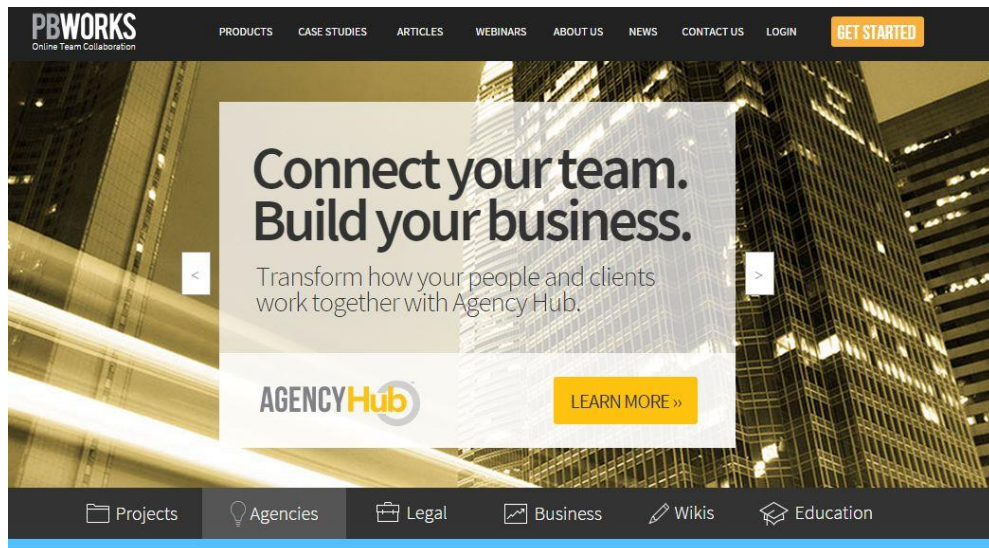 PBWORKS
Online Team Collaboration
PRODUCTS CASE STUDIES ARTICLES WEBINARS ABOUT US NEWS CONTACT US LOGIN GET STARTED
Connect your team.
Build your business.
Transform how your people and clients
work together with Agency Hub.
< >
AGENCYHub
LEARN MORE ››
Projects Agencies Legal Business Wikis Education